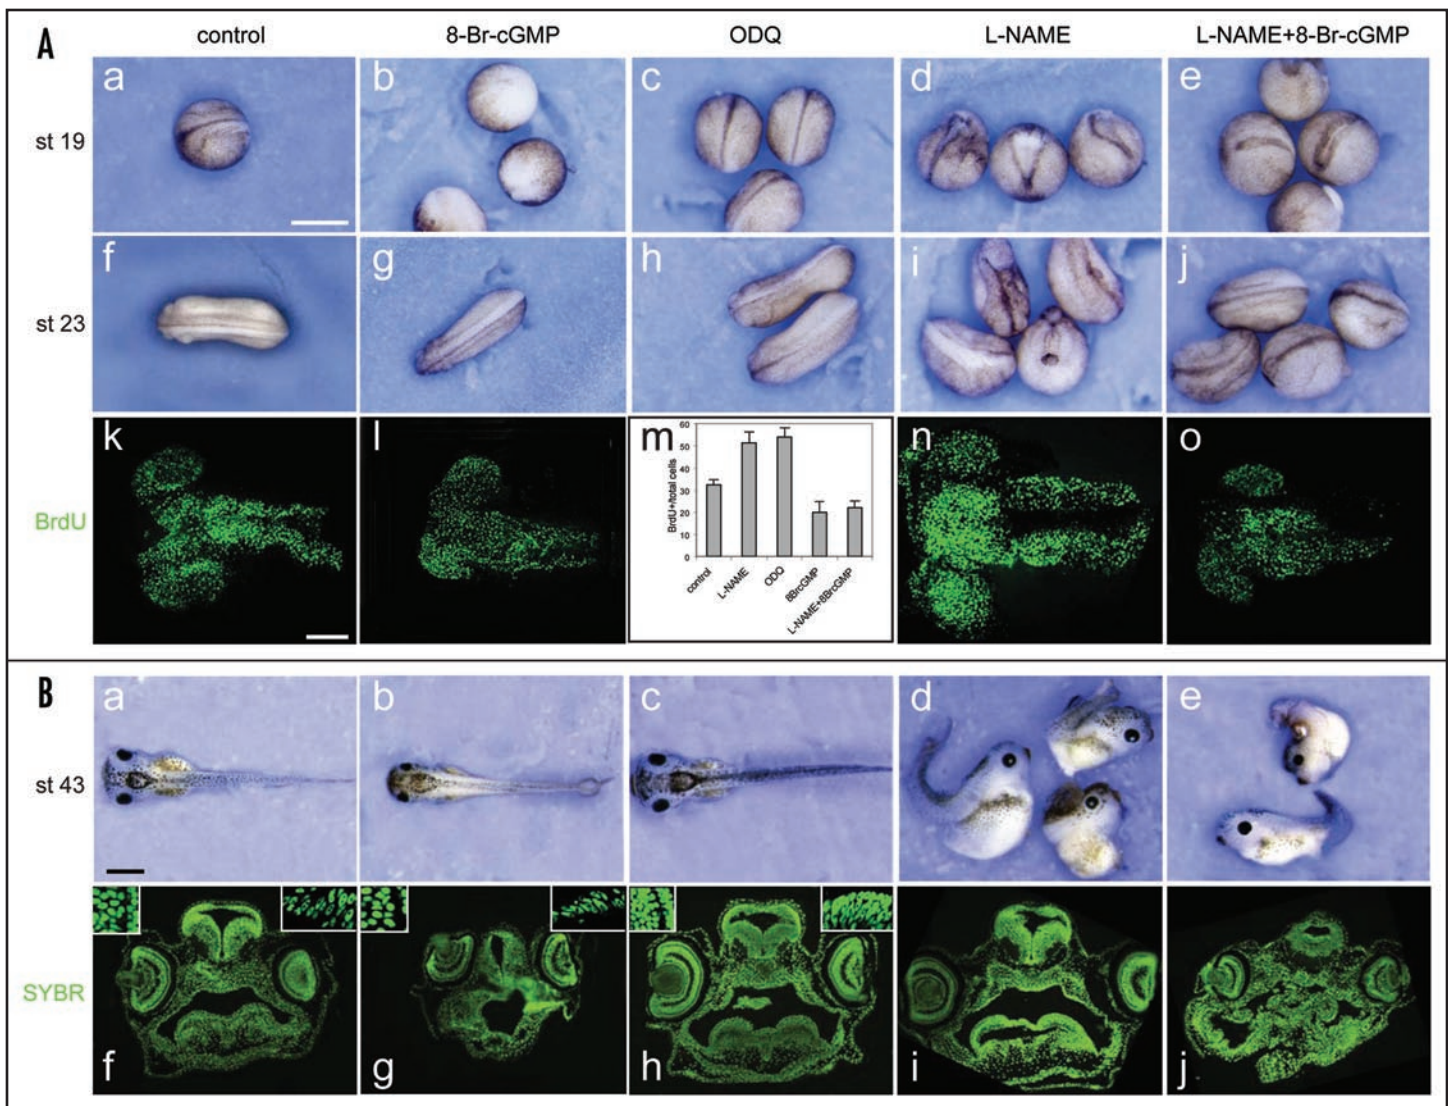 A
control 8-Br-cGMP ODQ L-NAME L-NAME+8-Br-cGMP
st 19
a b c d e
st 23
f g h i j
BrdU
k l m n o
BrdU+/total cells
60
50
40
30
20
10
0
control
L-NAME
ODQ
8BrcGMP
L-NAME+8BrcGMP
B
st 43
a b c d e
SYBR
f g h i j